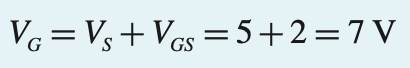 V_G = V_S + V_GS = 5 + 2 = 7 V